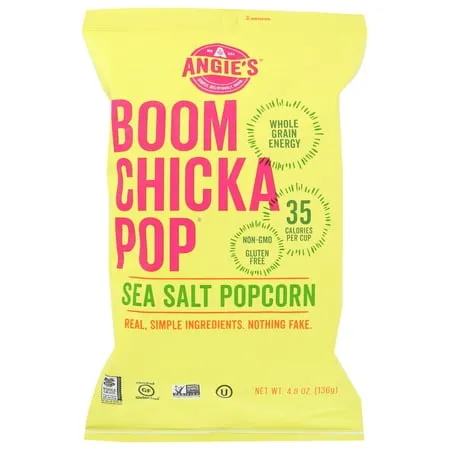 ANGIE'S
BOOM
CHICKA
POP
WHOLE
GRAIN
ENERGY
35
CALORIES
PER CUP
NON-GMO
GLUTEN
FREE
SEA SALT POPCORN
REAL, SIMPLE INGREDIENTS. NOTHING FAKE.
GF
U
NET WT. 4.8 OZ. (136g)